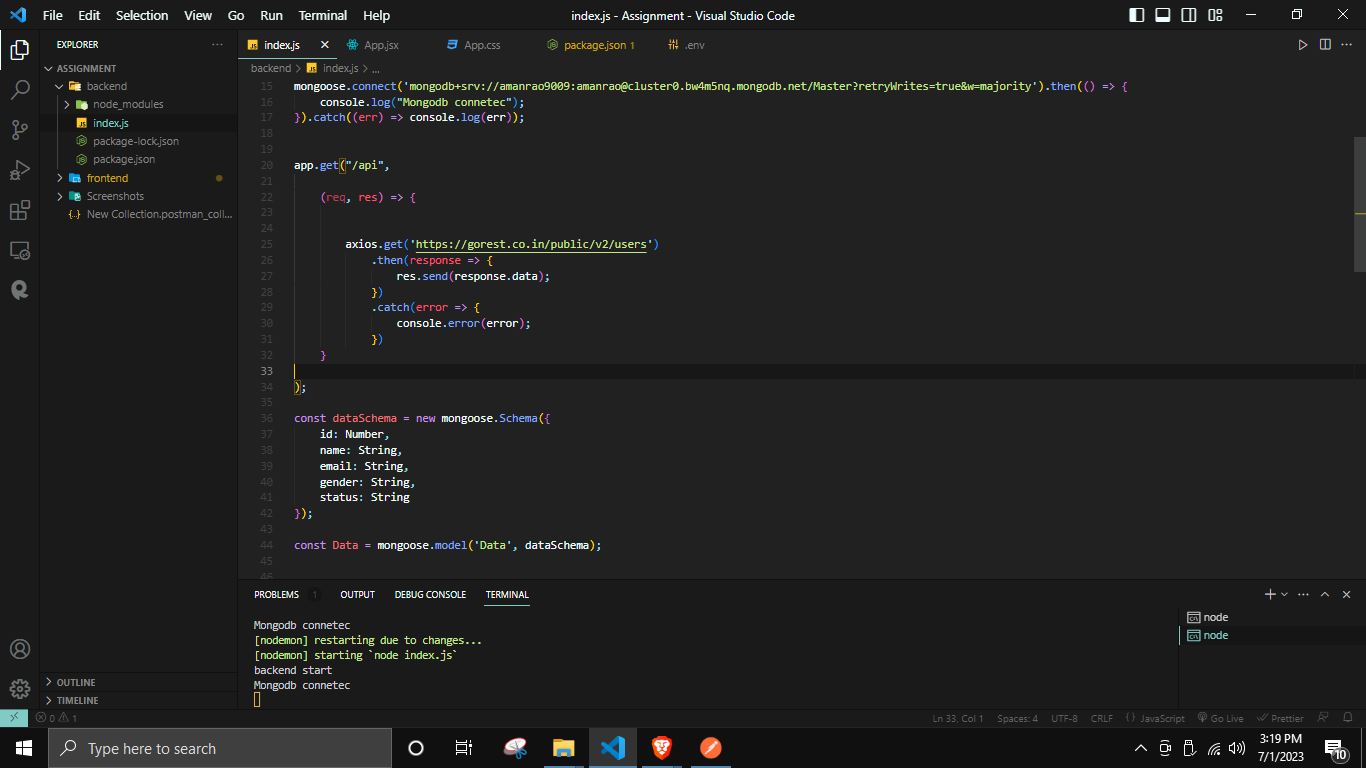 File Edit Selection View Go Run Terminal Help
index.js - Assignment - Visual Studio Code
EXPLORER
ASSIGNMENT
backend
node_modules
index.js
package-lock.json
package.json
frontend
Screenshots
New Collection.postman_coll...
OUTLINE
TIMELINE
index.js App.jsx App.css package.json 1 .env
backend > index.js > ...
15 mongoose.connect('mongodb+srv://amanrao9009:amanrao@cluster0.bw4m5nq.mongodb.net/Master?retryWrites=true&w=majority').then(() => {
16 console.log("Mongodb connetec");
17 }).catch((err) => console.log(err));
18
19
20 app.get("/api",
21
22 (req, res) => {
23
24
25 axios.get('https://gorest.co.in/public/v2/users')
26 .then(response => {
27 res.send(response.data);
28 })
29 .catch(error => {
30 console.error(error);
31 })
32 }
33
34 );
35
36 const dataSchema = new mongoose.Schema({
37 id: Number,
38 name: String,
39 email: String,
40 gender: String,
41 status: String
42 });
43
44 const Data = mongoose.model('Data', dataSchema);
45
46
PROBLEMS 1 OUTPUT DEBUG CONSOLE TERMINAL
Mongodb connetec
[nodemon] restarting due to changes...
[nodemon] starting `node index.js`
backend start
Mongodb connetec
node
node
0 1 Ln 33, Col 1 Spaces: 4 UTF-8 CRLF JavaScript Go Live Prettier
Type here to search
3:19 PM
7/1/2023
10